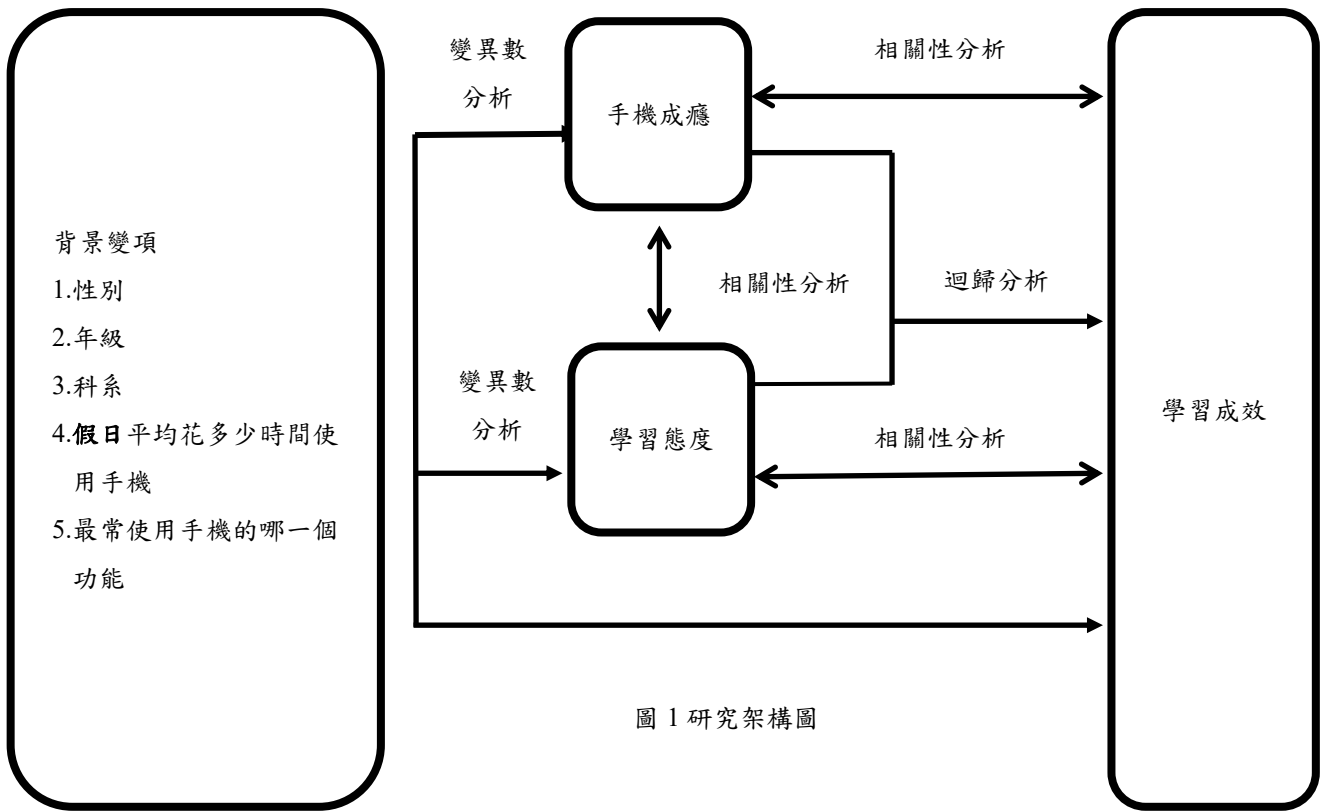 背景變項
1.性別
2.年級
3.科系
4.假日平均花多少時間使
用手機
5.最常使用手機的哪一個
功能
變異數
分析
手機成癮
相關性分析
相關性分析
迴歸分析
變異數
分析
學習態度
相關性分析
學習成效
圖 1 研究架構圖